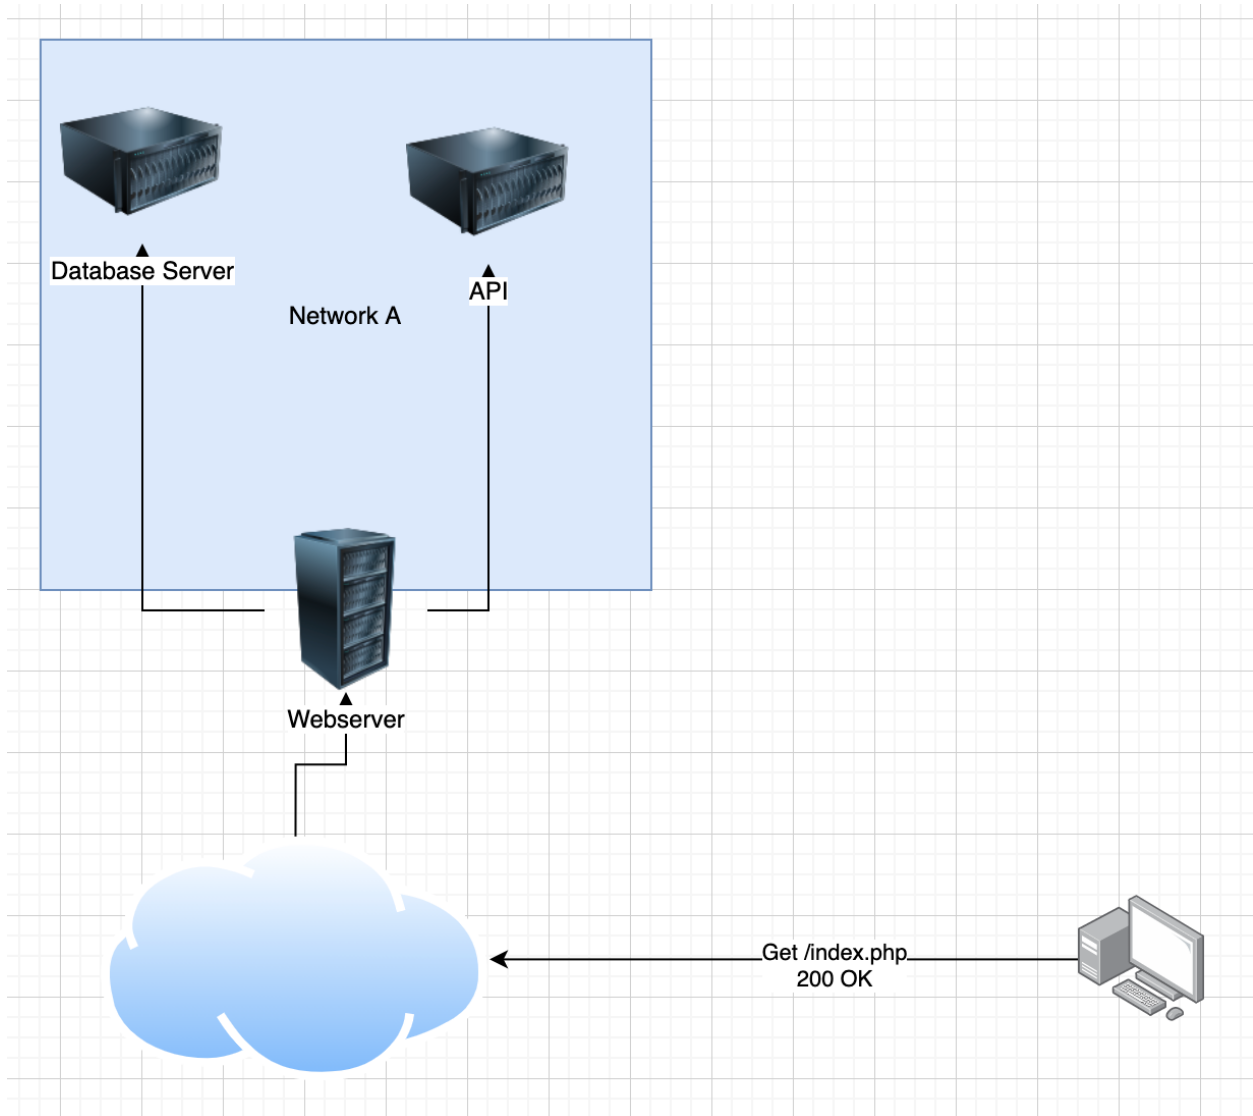 Database Server
API
Network A
Webserver
Get /index.php
200 OK